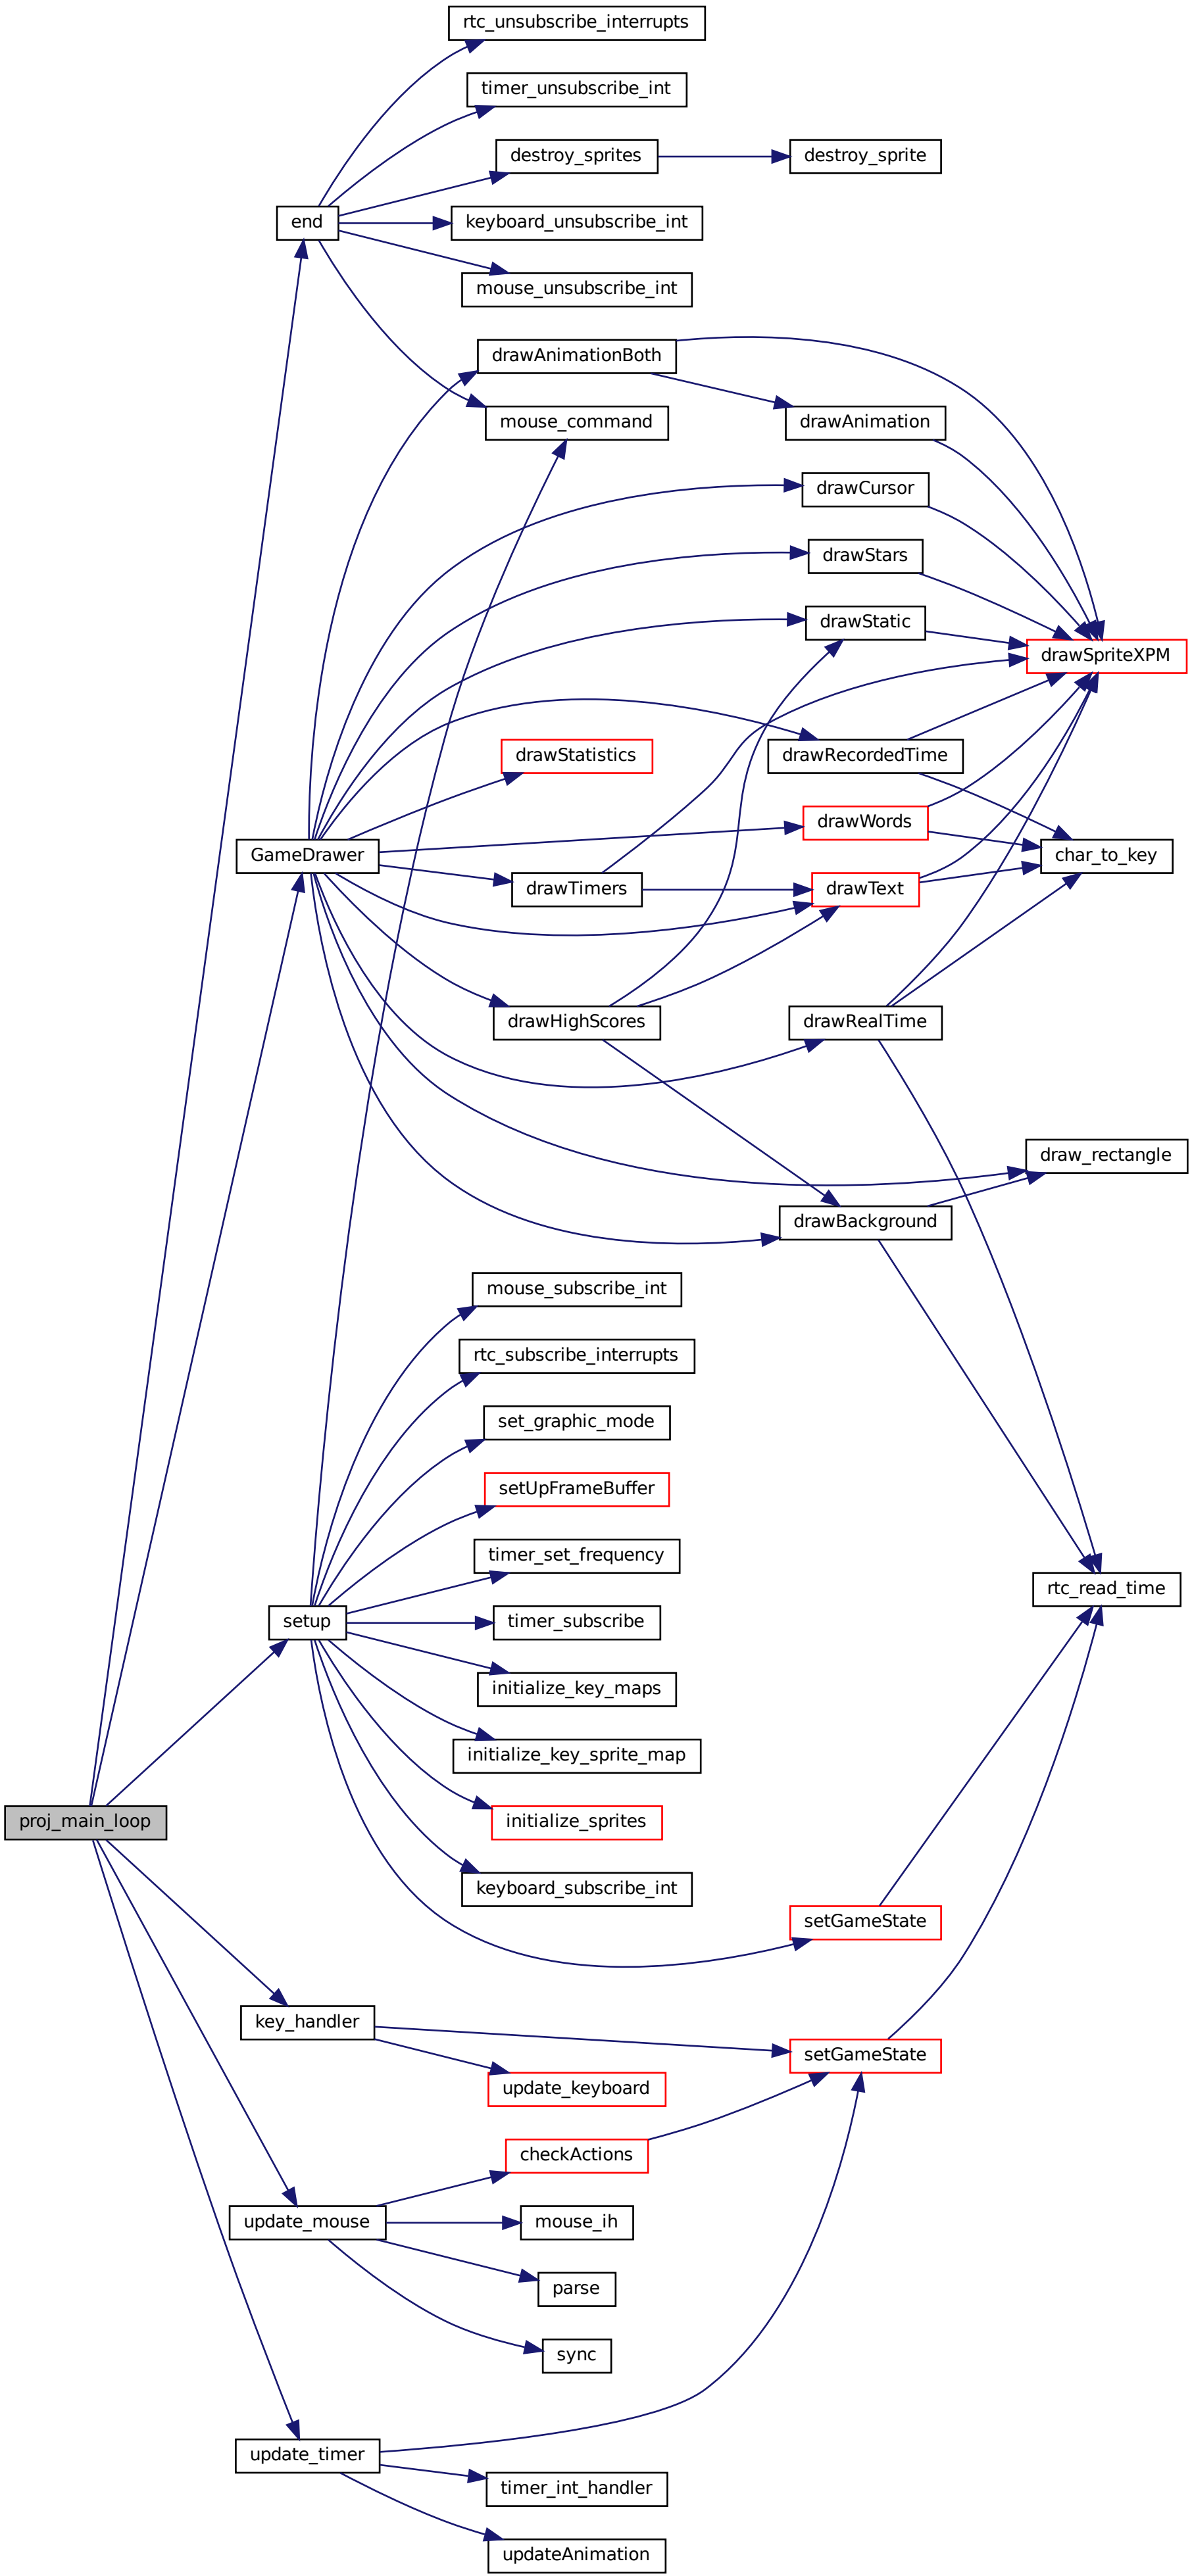 rtc_unsubscribe_interrupts
timer_unsubscribe_int
destroy_sprites
destroy_sprite
end
keyboard_unsubscribe_int
mouse_unsubscribe_int
drawAnimationBoth
mouse_command
drawAnimation
drawCursor
drawStars
drawStatic
drawSpriteXPM
drawStatistics
drawRecordedTime
drawWords
GameDrawer
char_to_key
drawTimers
drawText
drawHighScores
drawRealTime
draw_rectangle
drawBackground
mouse_subscribe_int
rtc_subscribe_interrupts
set_graphic_mode
setUpFrameBuffer
timer_set_frequency
rtc_read_time
setup
timer_subscribe
initialize_key_maps
initialize_key_sprite_map
proj_main_loop
initialize_sprites
keyboard_subscribe_int
setGameState
key_handler
setGameState
update_keyboard
checkActions
update_mouse
mouse_ih
parse
sync
update_timer
timer_int_handler
updateAnimation